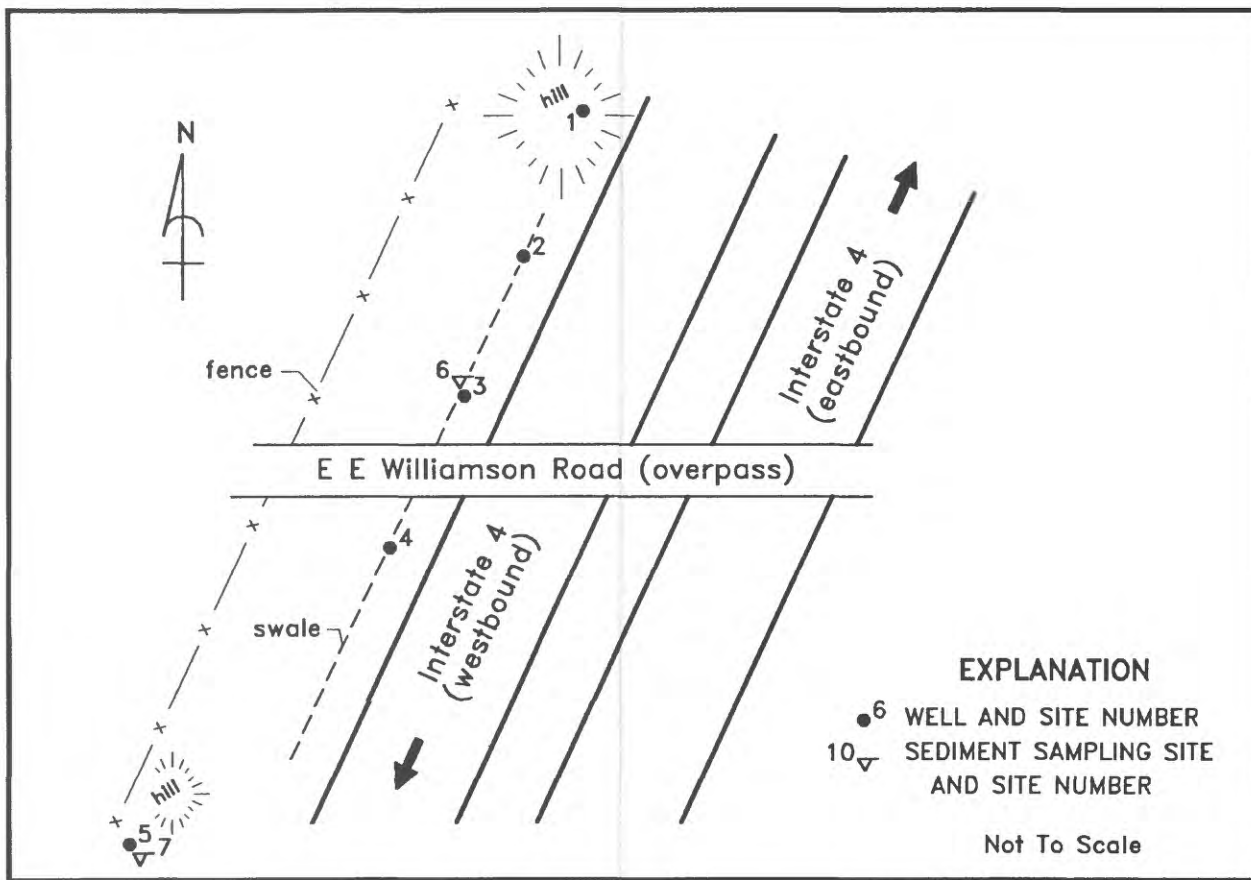 hill
1
N
2
Interstate 4
(eastbound)
6
3
fence
E E Williamson Road (overpass)
4
Interstate 4
(westbound)
swale
EXPLANATION
6 WELL AND SITE NUMBER
10 SEDIMENT SAMPLING SITE
AND SITE NUMBER
hill
5
7
Not To Scale